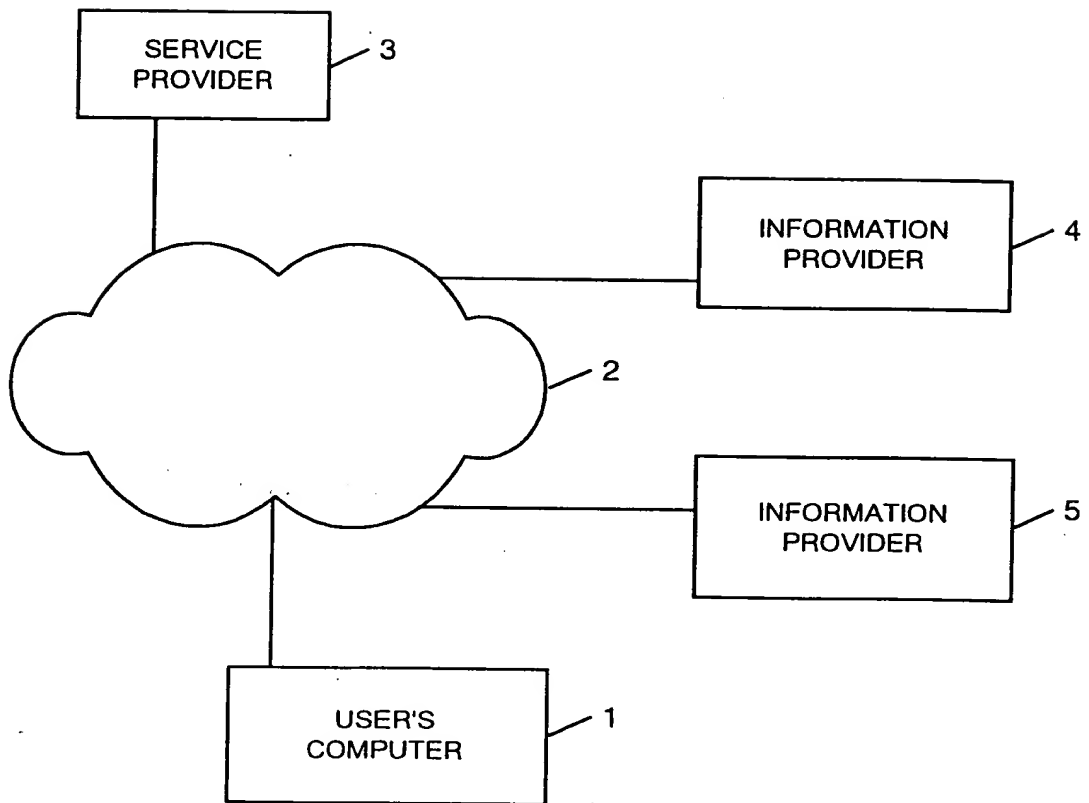 SERVICE
PROVIDER
3
INFORMATION
PROVIDER
4
2
INFORMATION
PROVIDER
5
USER'S
COMPUTER
1